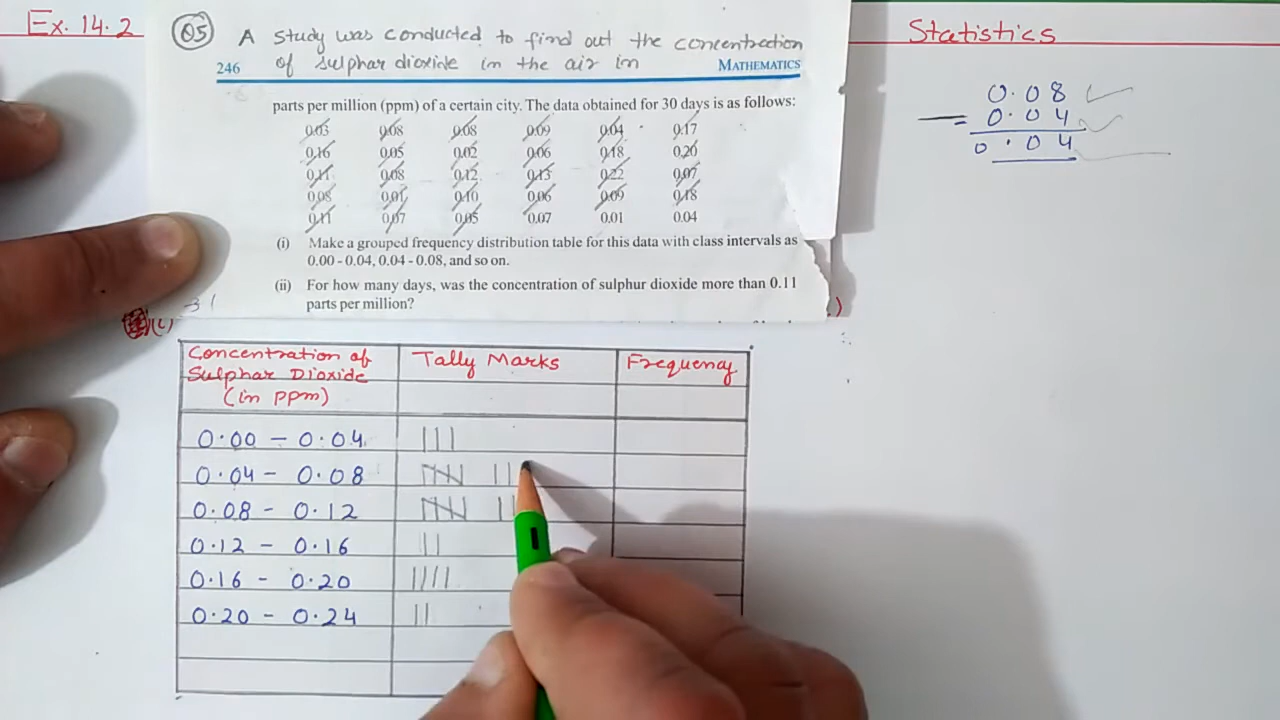 Ex. 14.2
Q5 A study was conducted to find out the concentraction
of sulphar dioxide in the air in
246 MATHEMATICS
parts per million (ppm) of a certain city. The data obtained for 30 days is as follows:
0.03 0.08 0.08 0.09 0.04 0.17
0.16 0.05 0.02 0.06 0.18 0.20
0.11 0.08 0.12 0.13 0.22 0.07
0.08 0.01 0.10 0.06 0.09 0.18
0.11 0.07 0.05 0.07 0.01 0.04
(i) Make a grouped frequency distribution table for this data with class intervals as
0.00 - 0.04, 0.04 - 0.08, and so on.
(ii) For how many days, was the concentration of sulphur dioxide more than 0.11
parts per million?
Statistics
0.08
- 0.04
= 0.04
(i)
Concentration of
Sulphar Dioxide
(in ppm)
Tally Marks
Frequency
0.00 - 0.04
0.04 - 0.08
0.08 - 0.12
0.12 - 0.16
0.16 - 0.20
0.20 - 0.24